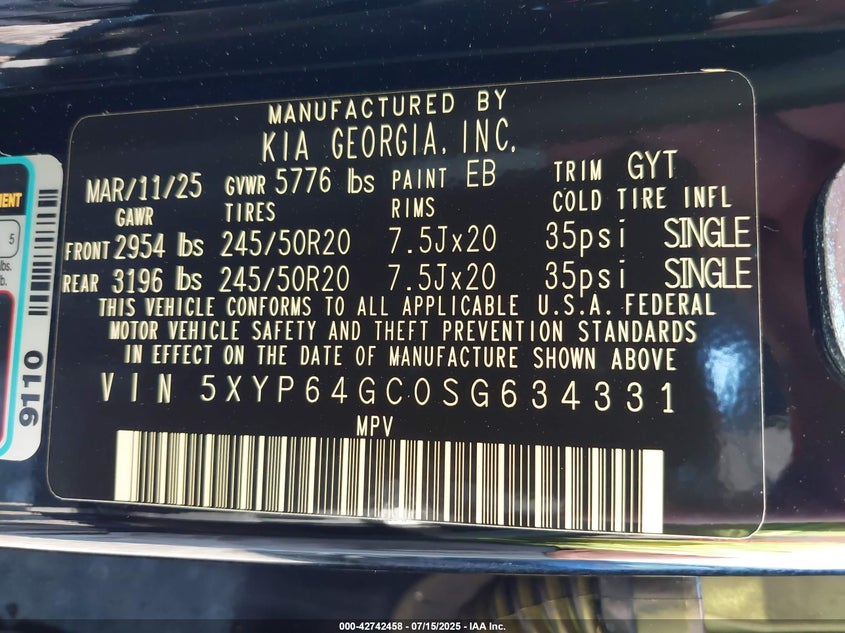 MANUFACTURED BY
KIA GEORGIA, INC.
MAR/11/25 GVWR 5776 lbs PAINT EB TRIM GYT
GAWR TIRES RIMS COLD TIRE INFL
FRONT 2954 lbs 245/50R20 7.5Jx20 35psi SINGLE
REAR 3196 lbs 245/50R20 7.5Jx20 35psi SINGLE
THIS VEHICLE CONFORMS TO ALL APPLICABLE U.S.A. FEDERAL
MOTOR VEHICLE SAFETY AND THEFT PREVENTION STANDARDS
IN EFFECT ON THE DATE OF MANUFACTURE SHOWN ABOVE
VIN 5XYP64GC0SG634331
MPV
5
lbs.
9110
000-42742458 - 07/15/2025 - IAA Inc.